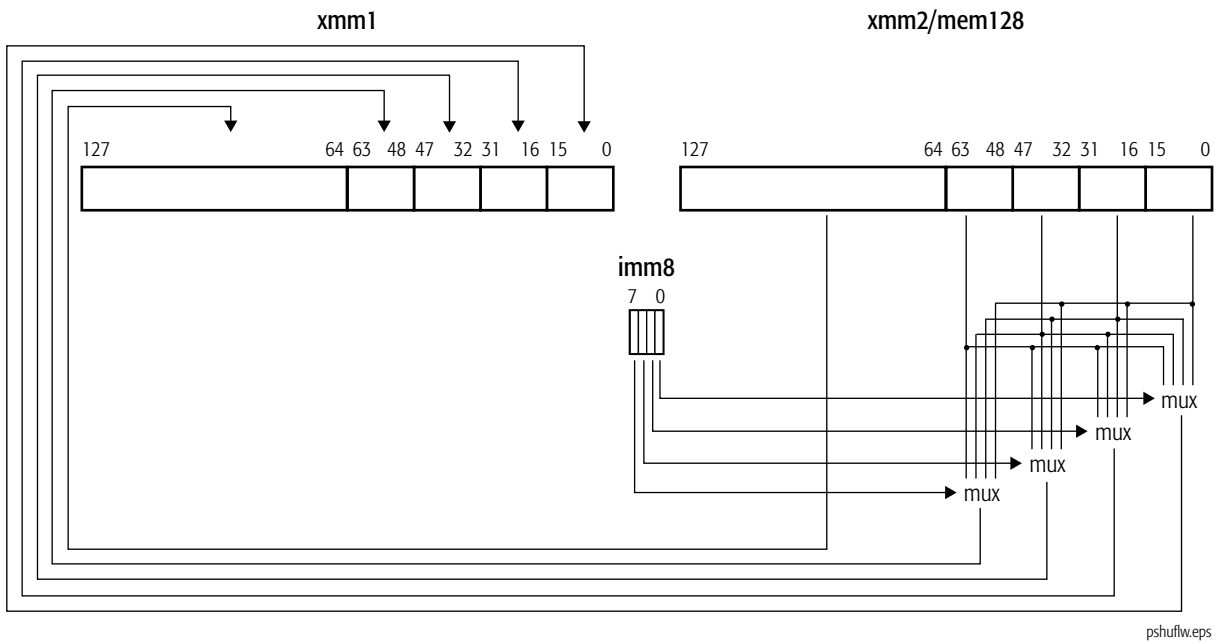 xmm1 xmm2/mem128
127 64 63 48 47 32 31 16 15 0 127 64 63 48 47 32 31 16 15 0
imm8
7 0
mux
mux
mux
mux
pshuflw.eps